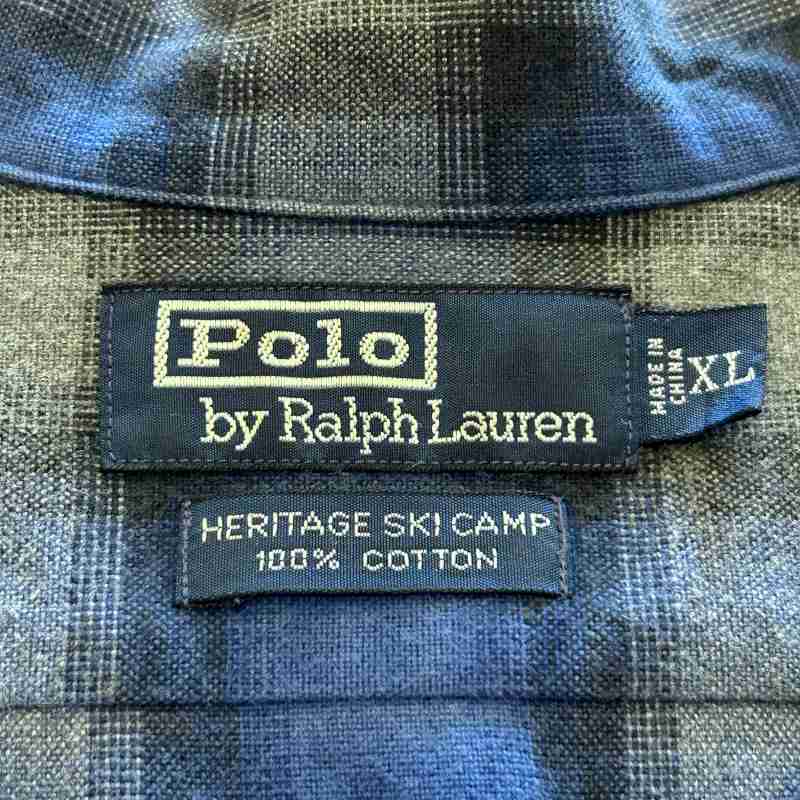 Polo
by Ralph Lauren
MADE IN
CHINA
XL
HERITAGE SKI CAMP
100% COTTON